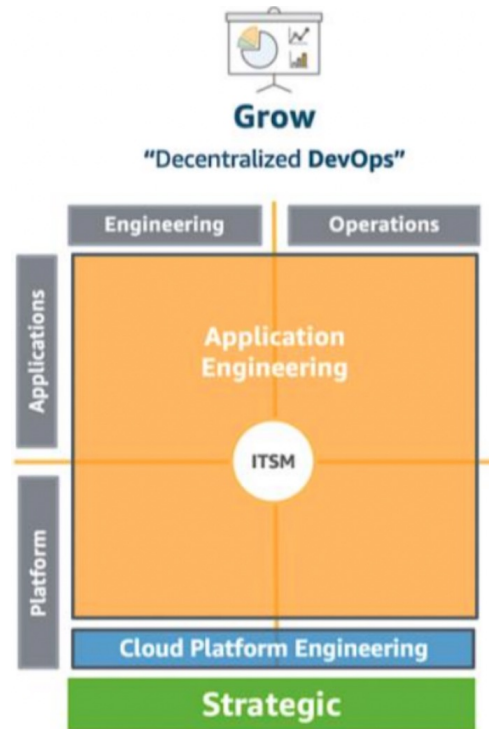 Grow
"Decentralized DevOps"
Engineering
Operations
Applications
Application
Engineering
ITSM
Platform
Cloud Platform Engineering
Strategic